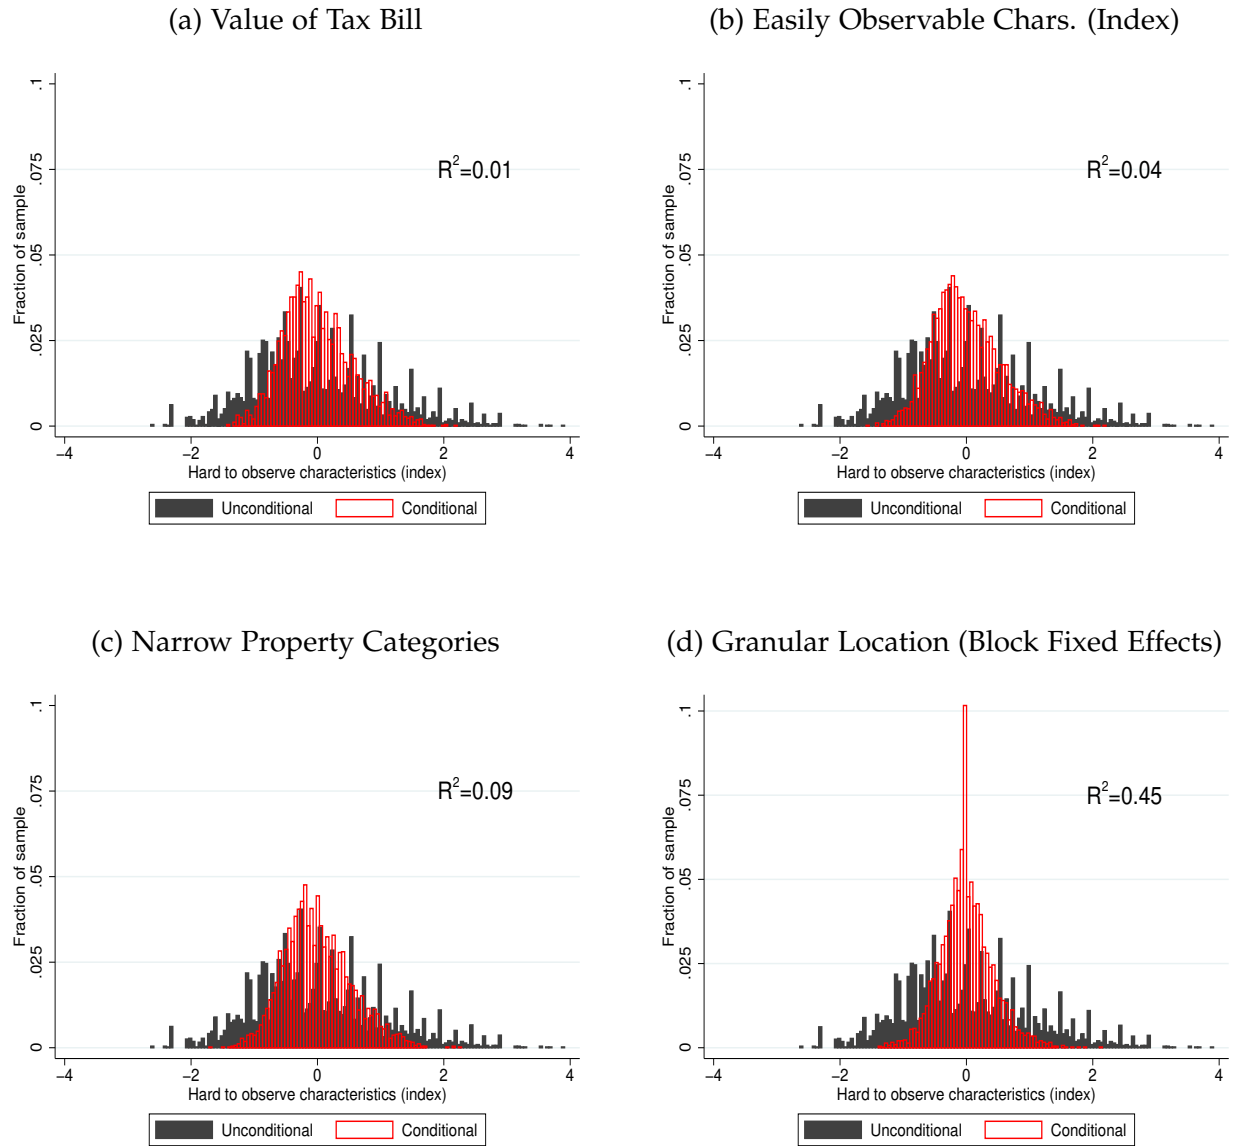 (a) Value of Tax Bill
.1
.075
.05
.025
0
Fraction of sample
R²=0.01
−4 −2 0 2 4
Hard to observe characteristics (index)
Unconditional Conditional
(b) Easily Observable Chars. (Index)
.1
.075
.05
.025
0
Fraction of sample
R²=0.04
−4 −2 0 2 4
Hard to observe characteristics (index)
Unconditional Conditional
(c) Narrow Property Categories
.1
.075
.05
.025
0
Fraction of sample
R²=0.09
−4 −2 0 2 4
Hard to observe characteristics (index)
Unconditional Conditional
(d) Granular Location (Block Fixed Effects)
.1
.075
.05
.025
0
Fraction of sample
R²=0.45
−4 −2 0 2 4
Hard to observe characteristics (index)
Unconditional Conditional